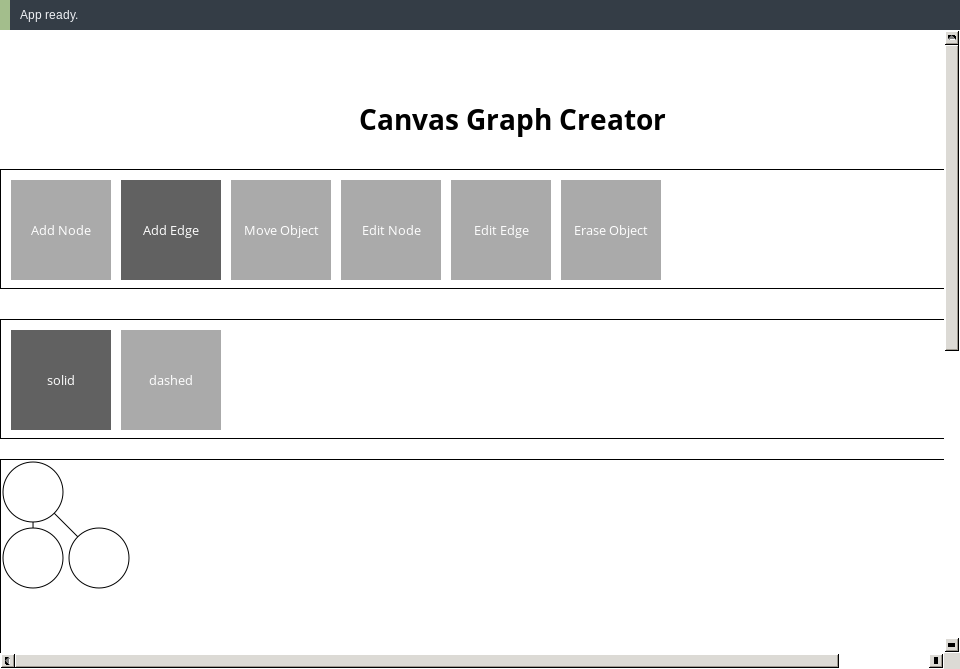 App ready.
Canvas Graph Creator
Add Node
Add Edge
Move Object
Edit Node
Edit Edge
Erase Object
solid
dashed